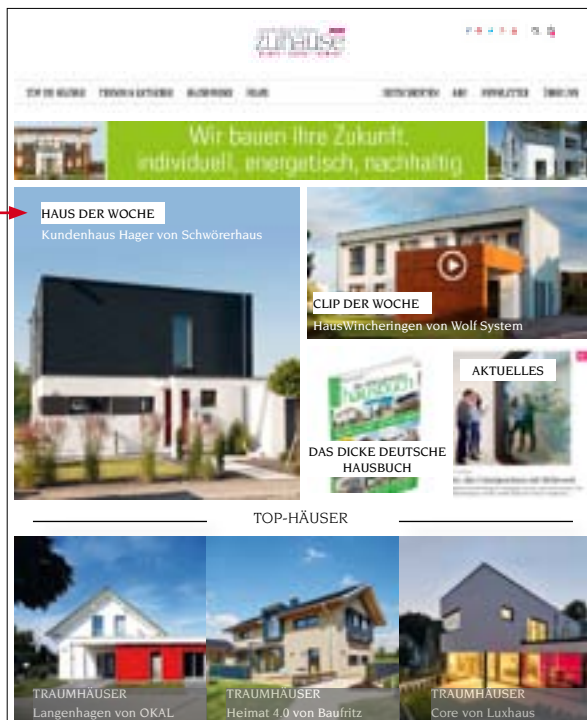 zuhause
Wir bauen Ihre Zukunft.
individuell, energetisch, nachhaltig
HAUS DER WOCHE
Kundenhaus Hager von Schwörerhaus
CLIP DER WOCHE
HausWincheringen von Wolf System
hausbuch
DAS DICKE DEUTSCHE
HAUSBUCH
AKTUELLES
TOP-HÄUSER
TRAUMHÄUSER
Langenhagen von OKAL
TRAUMHÄUSER
Heimat 4.0 von Baufritz
TRAUMHÄUSER
Core von Luxhaus